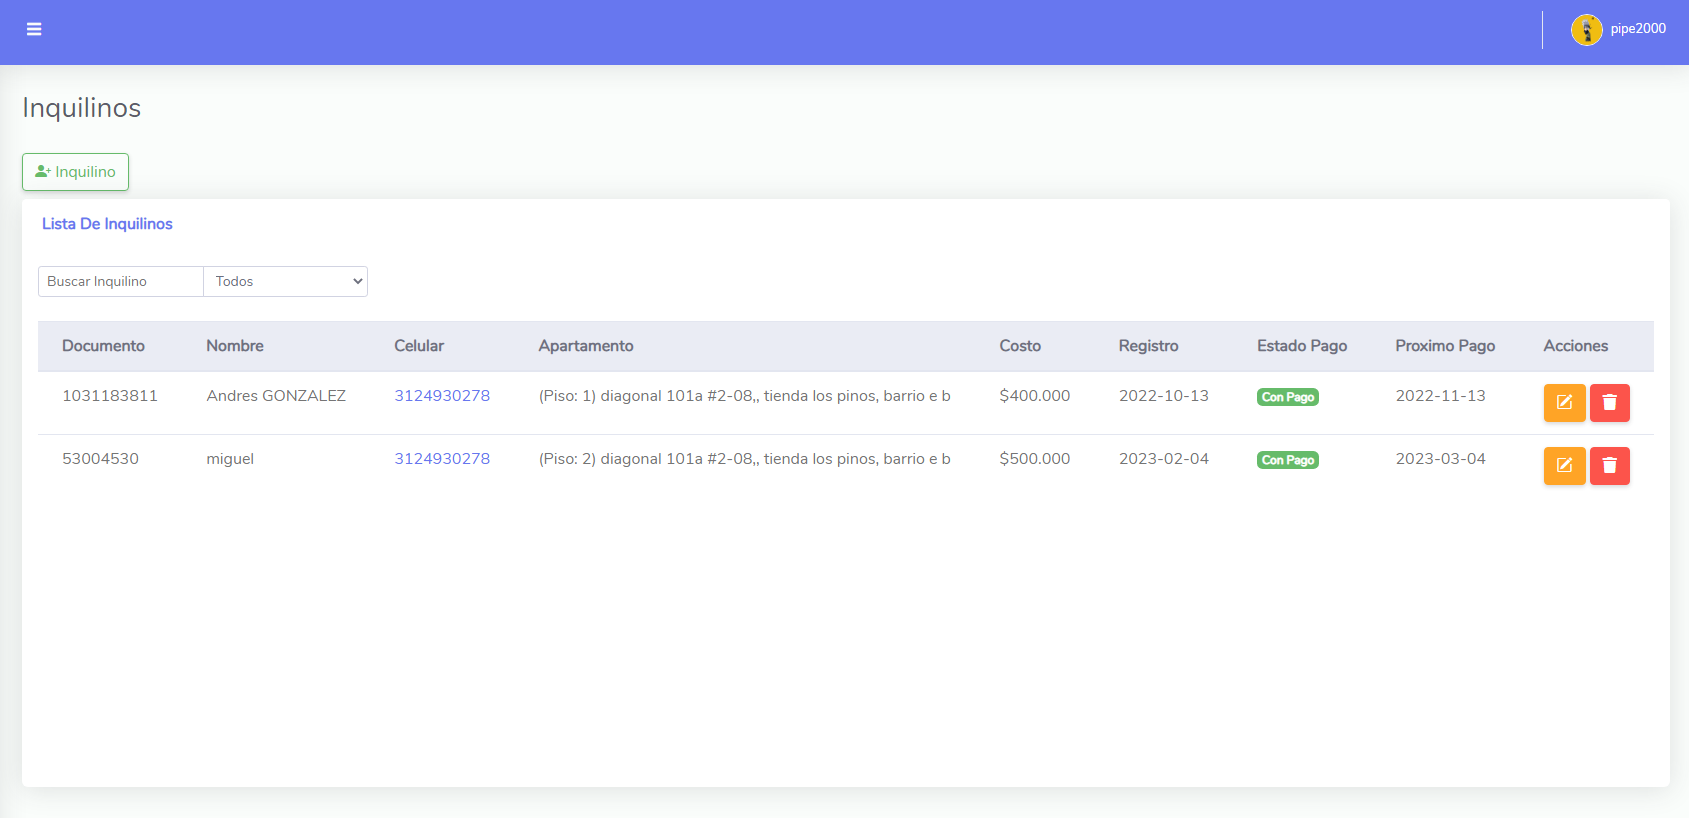 pipe2000
Inquilinos
Inquilino
Lista De Inquilinos
Buscar Inquilino Todos
Documento Nombre Celular Apartamento Costo Registro Estado Pago Proximo Pago Acciones
1031183811 Andres GONZALEZ 3124930278 (Piso: 1) diagonal 101a #2-08,, tienda los pinos, barrio e b $400.000 2022-10-13 Con Pago 2022-11-13
53004530 miguel 3124930278 (Piso: 2) diagonal 101a #2-08,, tienda los pinos, barrio e b $500.000 2023-02-04 Con Pago 2023-03-04